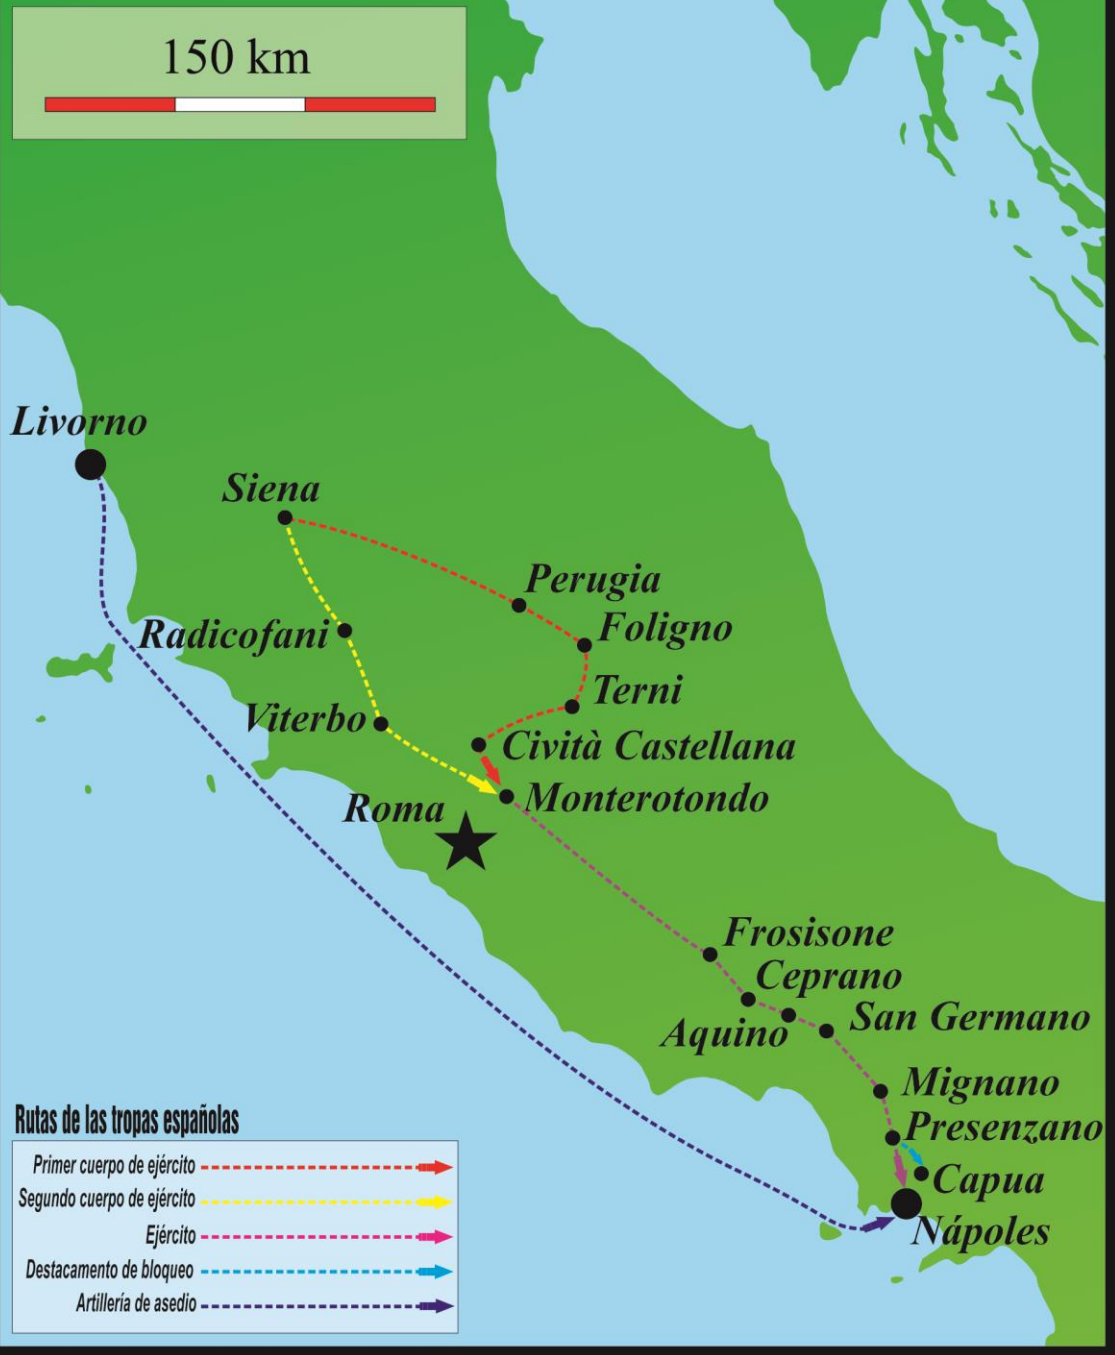 150 km
Livorno
Siena
Perugia
Foligno
Radicofani
Terni
Viterbo
Cività Castellana
Monterotondo
Roma
Frosisone
Ceprano
San Germano
Aquino
Mignano
Presenzano
Capua
Nápoles
Rutas de las tropas españolas
Primer cuerpo de ejército
Segundo cuerpo de ejército
Ejército
Destacamento de bloqueo
Artillería de asedio